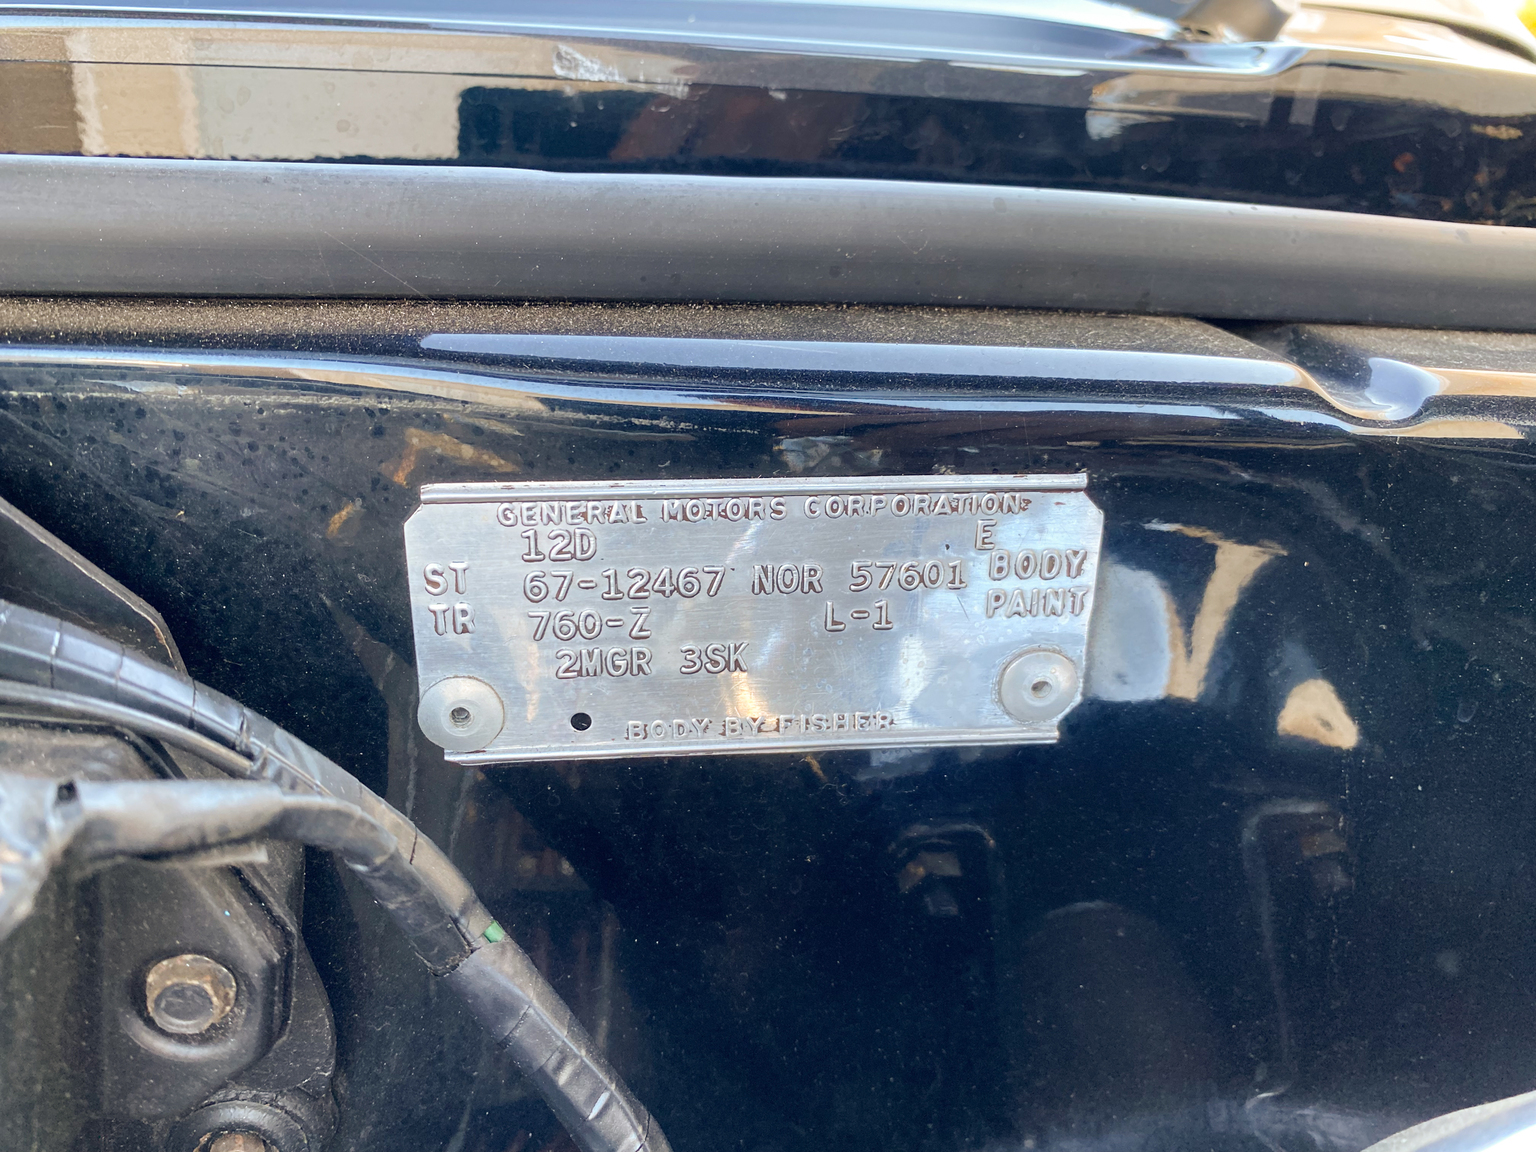 GENERAL MOTORS CORPORATION
12D E
ST 67-12467 NOR 57601 BODY
TR 760-Z L-1 PAINT
2MGR 3SK
BODY BY FISHER